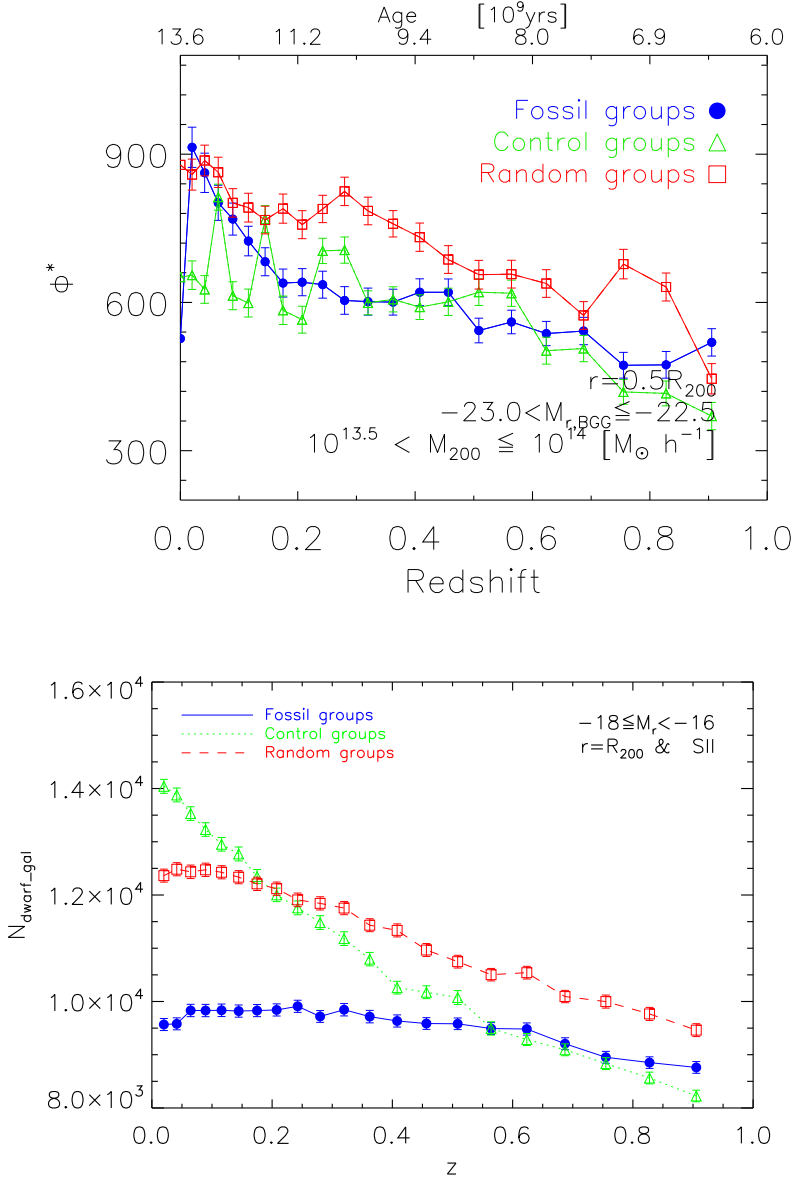 Age [10⁹yrs]
13.6 11.2 9.4 8.0 6.9 6.0
Fossil groups
Control groups
Random groups
900
600
300
ϕ*
r=0.5R₂₀₀
−23.0<M_r,BGG≦−22.5
10^13.5 < M₂₀₀ ≦ 10^14 [M⊙ h⁻¹]
0.0 0.2 0.4 0.6 0.8 1.0
Redshift
1.6×10⁴
1.4×10⁴
1.2×10⁴
1.0×10⁴
8.0×10³
N_dwarf_gal
Fossil groups
Control groups
Random groups
−18≦M_r<−16
r=R₂₀₀ & SII
0.0 0.2 0.4 0.6 0.8 1.0
z